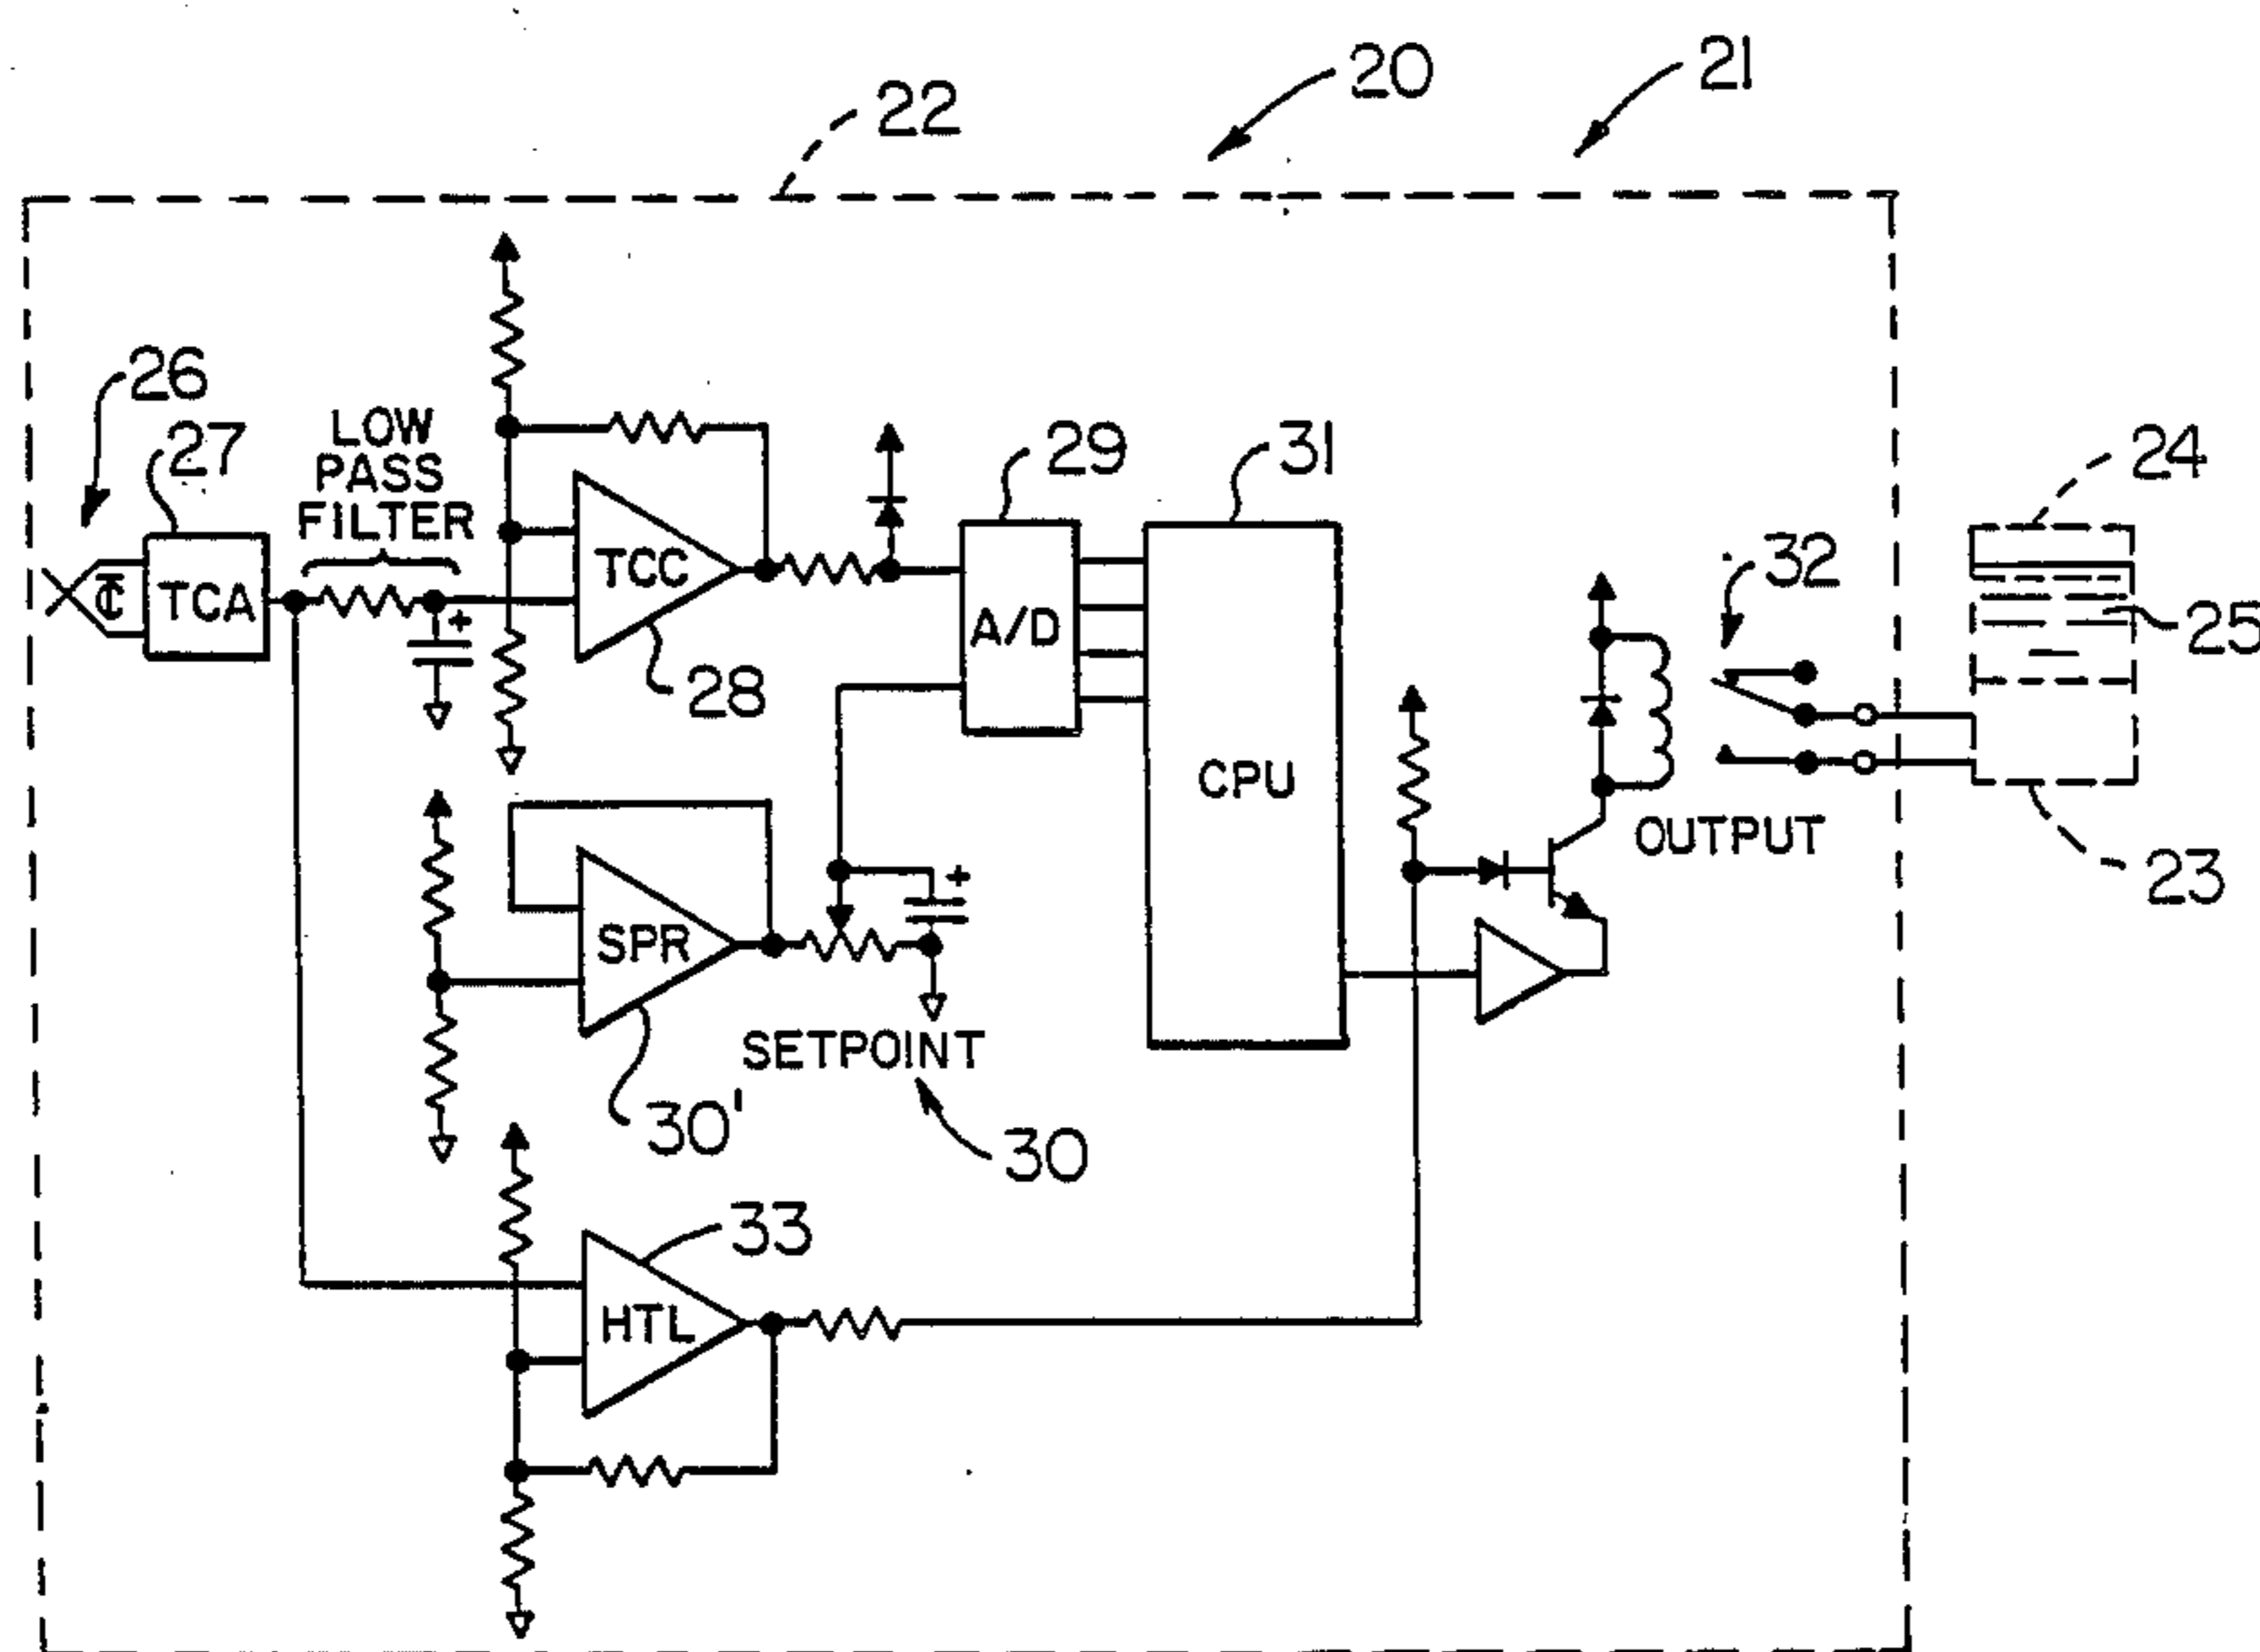 20
21
22
26
27
LOW
PASS
FILTER
29
31
24
32
25
TCA
TCC
28
A/D
CPU
OUTPUT
23
SPR
SETPOINT
30'
30
33
HTL
+
+